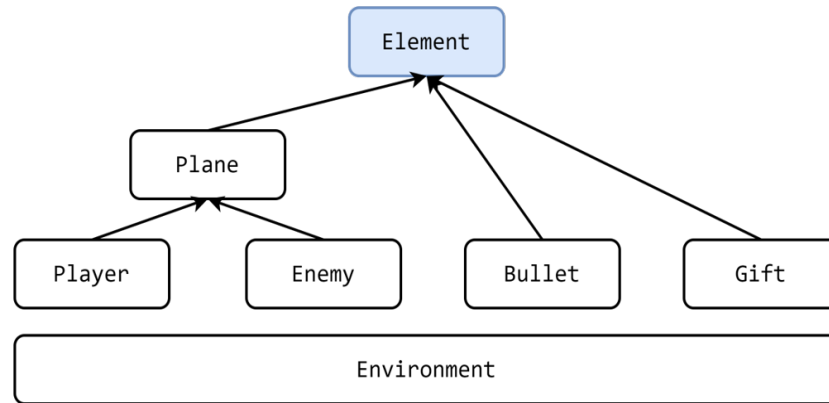 Element
Plane
Player
Enemy
Bullet
Gift
Environment